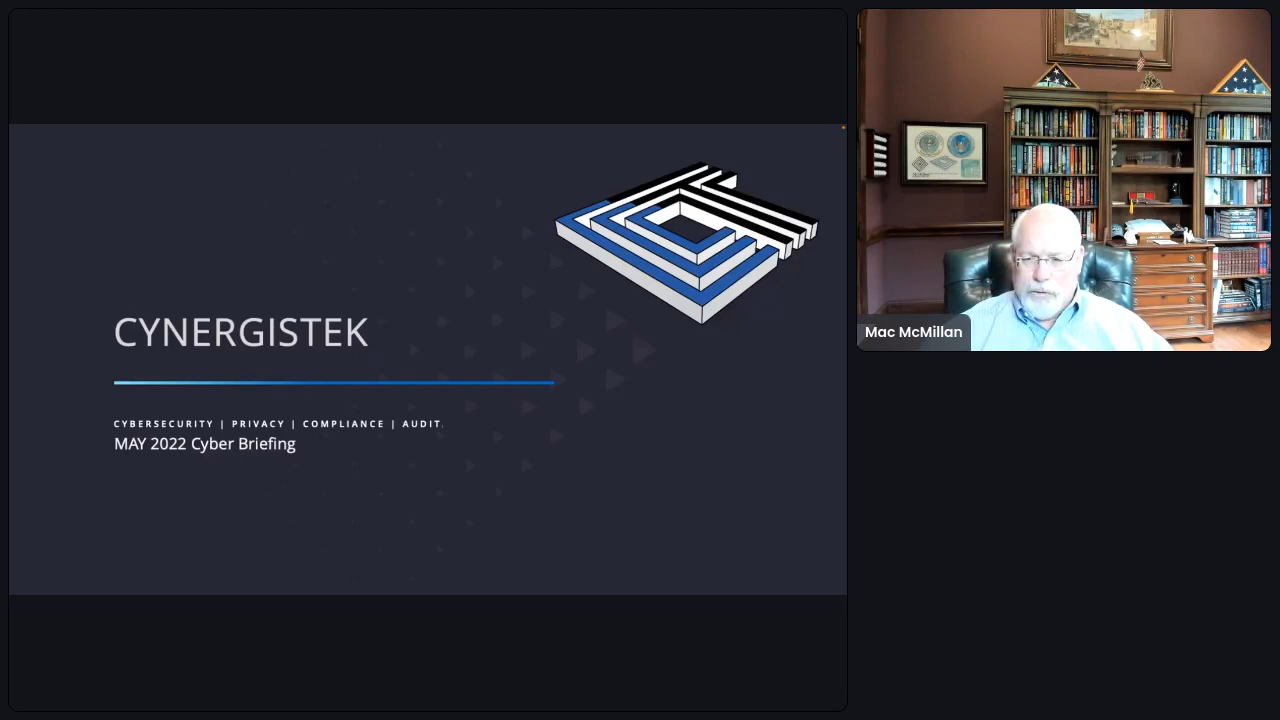 CYNERGISTEK
CYBERSECURITY | PRIVACY | COMPLIANCE | AUDIT
MAY 2022 Cyber Briefing
Mac McMillan